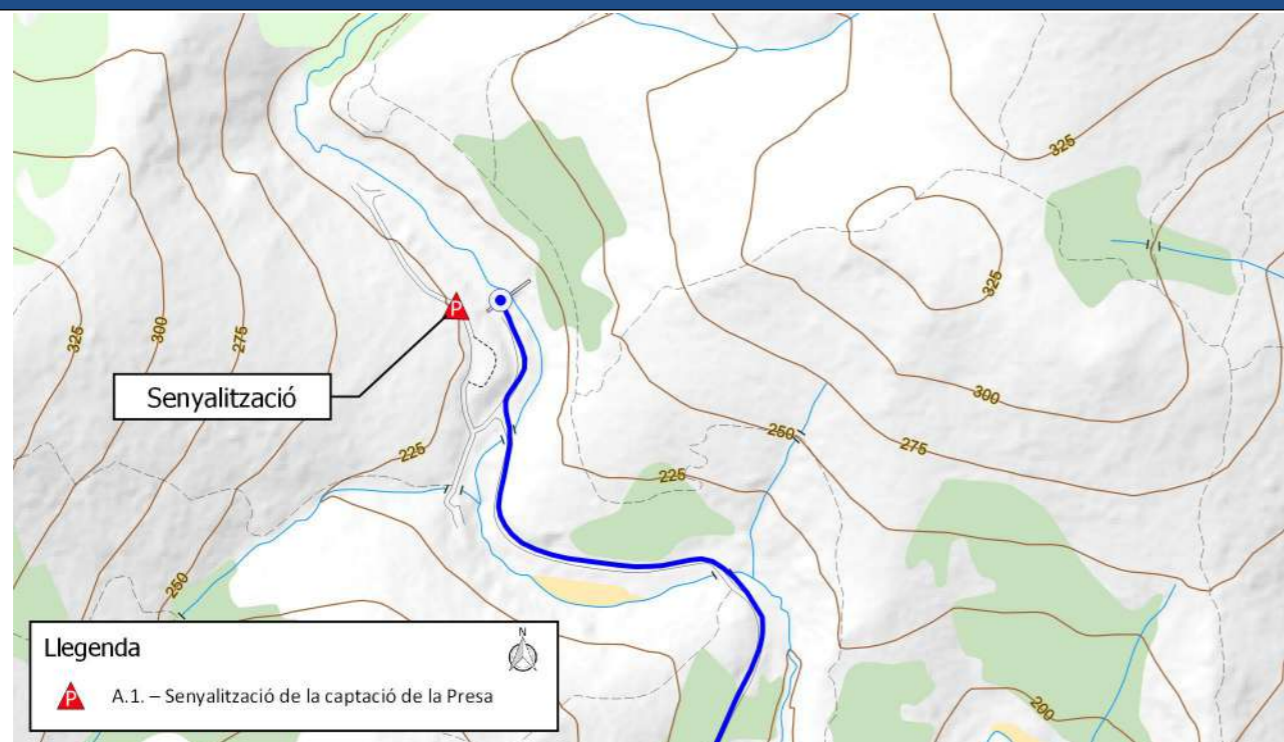 325
325
325
300
275
P
Senyalització
300
250
275
225
225
250
200
Llegenda
N
P
A.1. – Senyalització de la captació de la Presa